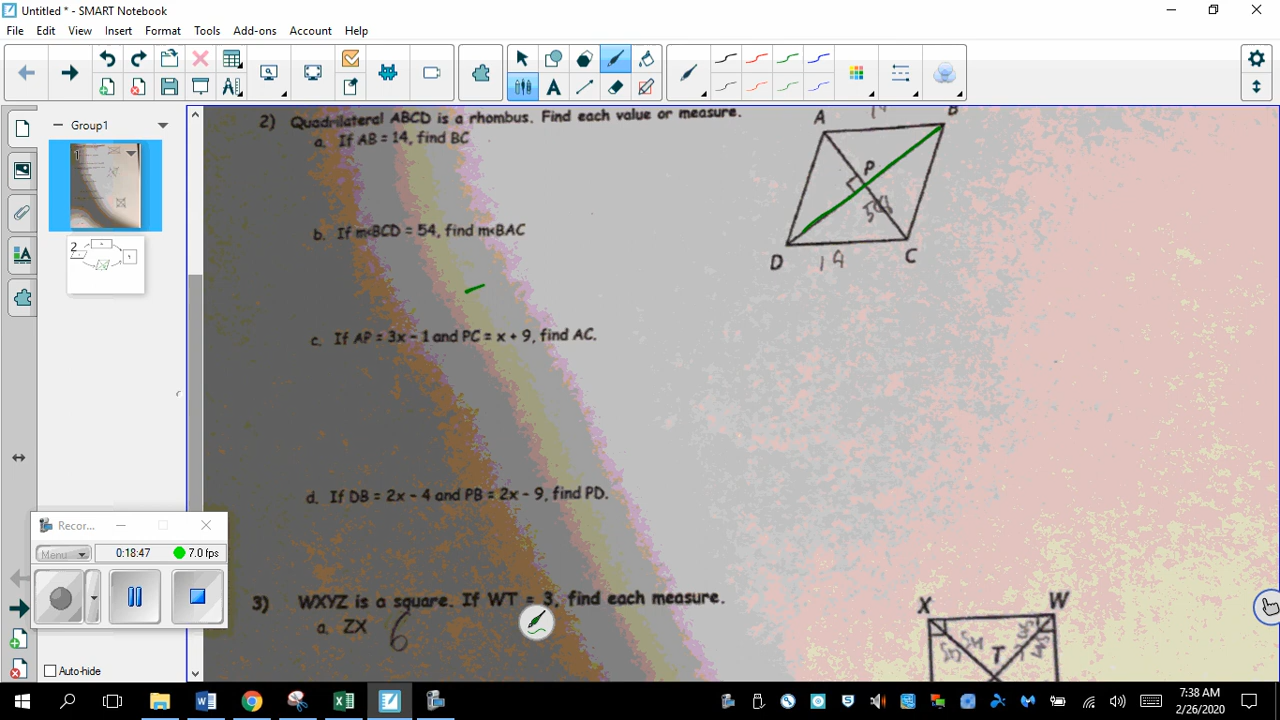 Untitled * - SMART Notebook
File Edit View Insert Format Tools Add-ons Account Help
Group1
1
2
2) Quadrilateral ABCD is a rhombus. Find each value or measure.
a. If AB = 14, find BC
b. If m<BCD = 54, find m<BAC
c. If AP = 3x - 1 and PC = x + 9, find AC.
d. If DB = 2x - 4 and PB = 2x - 9, find PD.
A 14 B
P
D 14 C
3) WXYZ is a square. If WT = 3, find each measure.
a. ZX 6
X W
T
Recor...
Menu 0:18:47 7.0 fps
Auto-hide
7:38 AM
2/26/2020